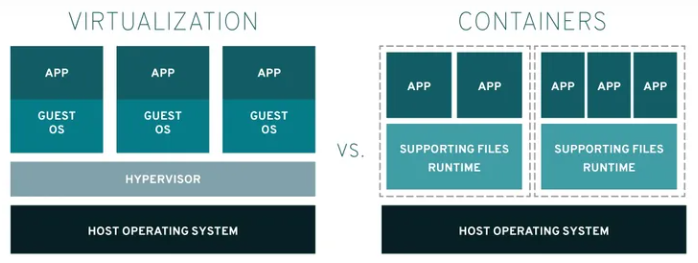 VIRTUALIZATION
APP
APP
APP
GUEST
OS
GUEST
OS
GUEST
OS
HYPERVISOR
HOST OPERATING SYSTEM
VS.
CONTAINERS
APP
APP
APP
APP
APP
SUPPORTING FILES
RUNTIME
SUPPORTING FILES
RUNTIME
HOST OPERATING SYSTEM